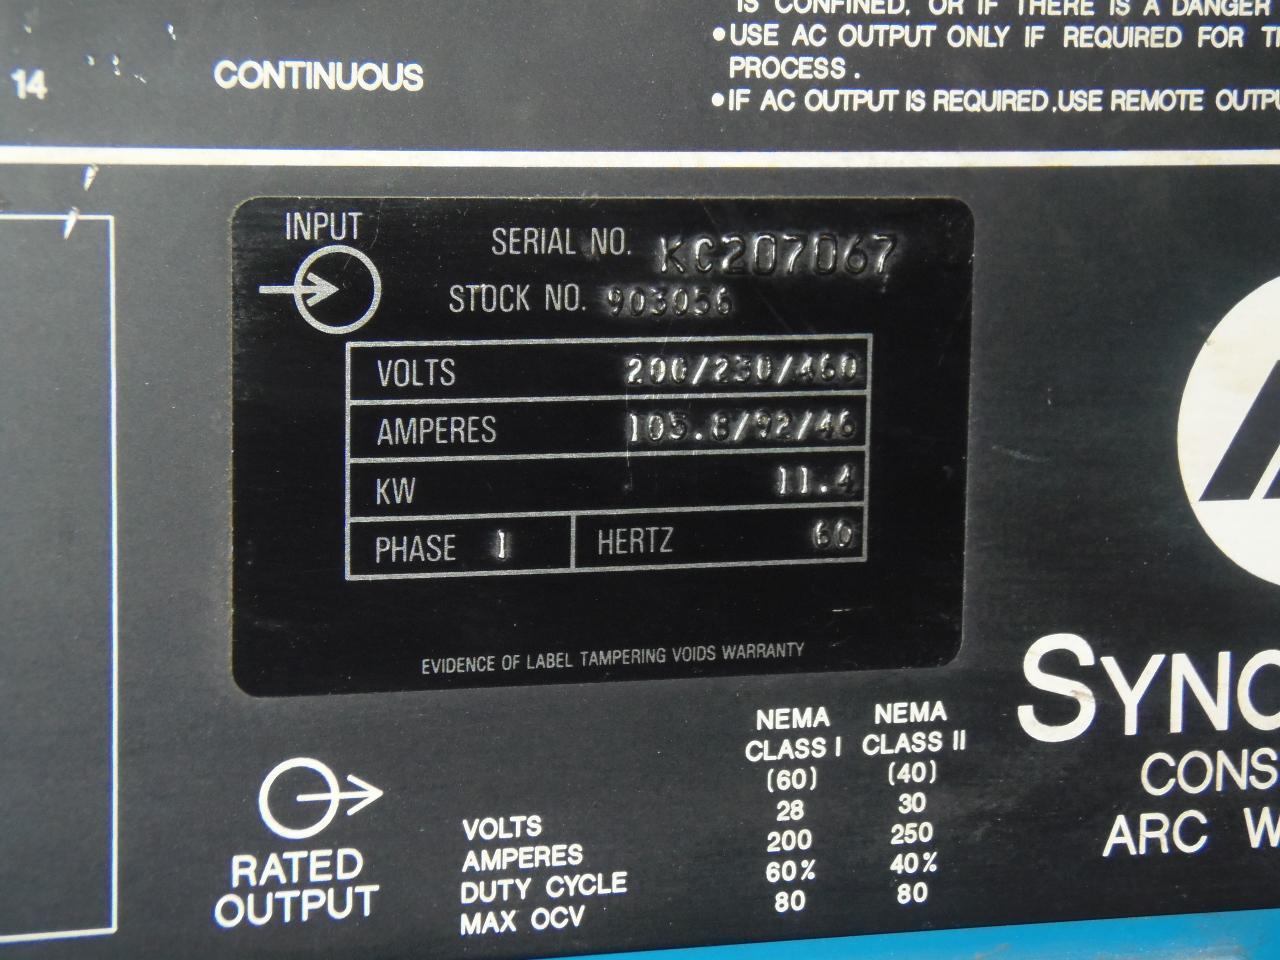 IS CONFINED, OR IF THERE IS A DANGER
•USE AC OUTPUT ONLY IF REQUIRED FOR
PROCESS.
•IF AC OUTPUT IS REQUIRED, USE REMOTE
14 CONTINUOUS
INPUT
SERIAL NO. KC207067
STOCK NO. 903056
VOLTS 200/230/460
AMPERES 105.8/92/46
KW 11.4
PHASE 1 HERTZ 60
EVIDENCE OF LABEL TAMPERING VOIDS WARRANTY
RATED
OUTPUT
NEMA NEMA
CLASS I CLASS II
(60) (40)
VOLTS 28 30
AMPERES 200 250
DUTY CYCLE 60% 40%
MAX OCV 80 80
SYNC
CONS
ARC W